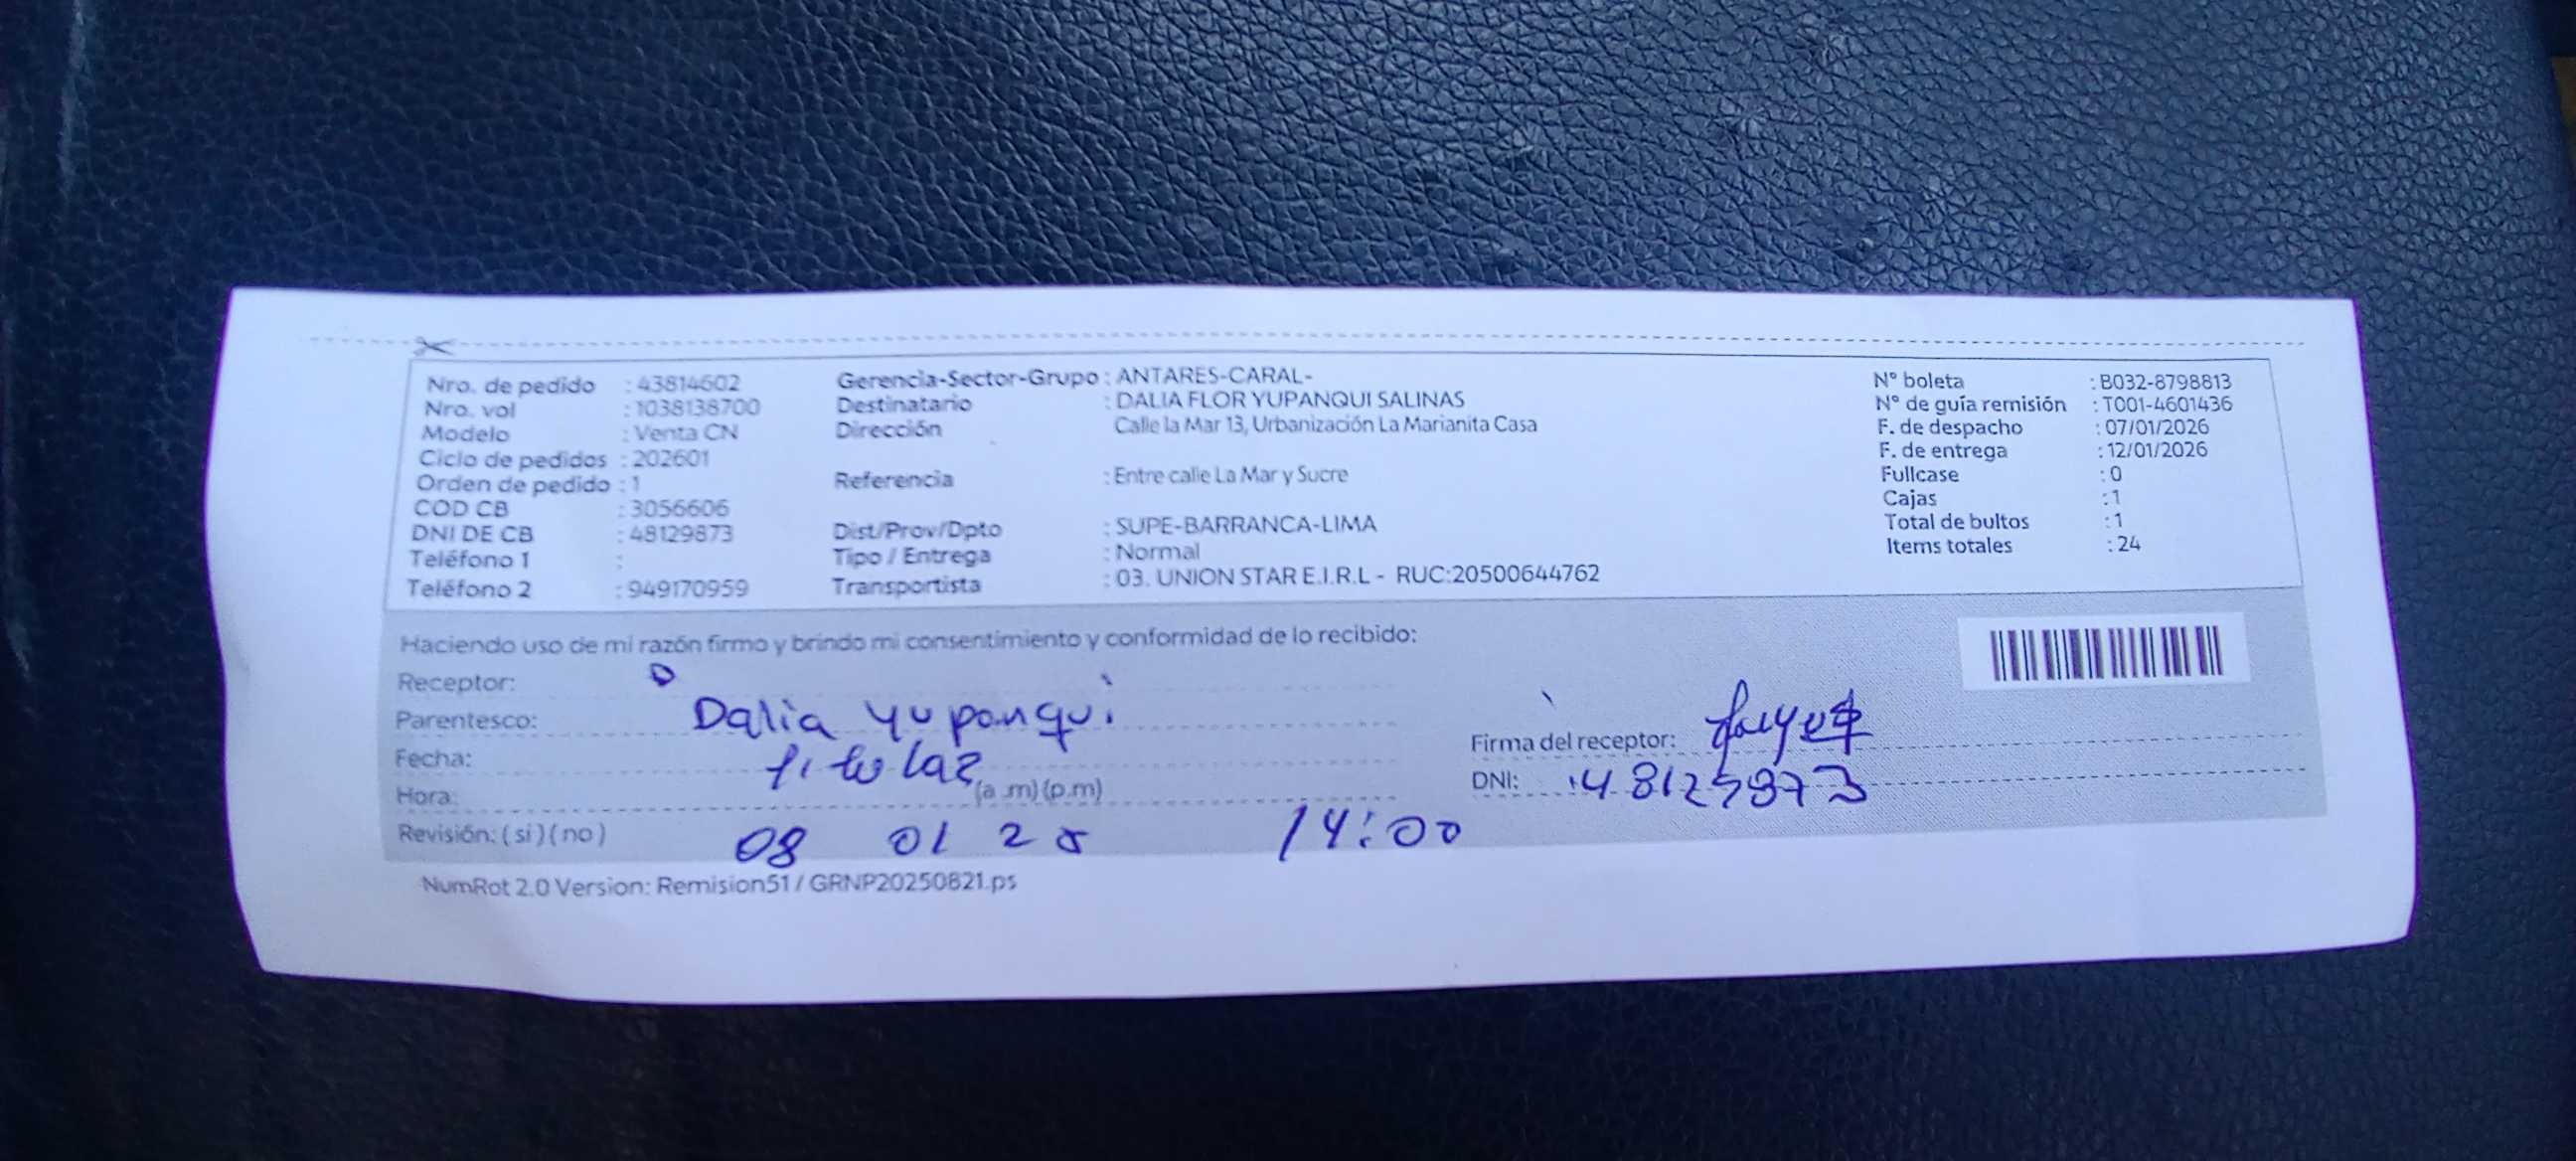 Nro. de pedido : 43814602
Nro. vol : 1038138700
Modelo : Venta CN
Ciclo de pedidos : 202601
Orden de pedido : 1
COD CB : 3056606
DNI DE CB : 48129873
Teléfono 1 :
Teléfono 2 : 949170959
Gerencia-Sector-Grupo : ANTARES-CARAL-
Destinatario : DALIA FLOR YUPANQUI SALINAS
Dirección Calle la Mar 13, Urbanización La Marianita Casa
Referencia : Entre calle La Mar y Sucre
Dist/Prov/Dpto : SUPE-BARRANCA-LIMA
Tipo / Entrega : Normal
Transportista : 03. UNION STAR E.I.R.L - RUC:20500644762
N° boleta : B032-8798813
N° de guía remisión : T001-4601436
F. de despacho : 07/01/2026
F. de entrega : 12/01/2026
Fullcase : 0
Cajas : 1
Total de bultos : 1
Items totales : 24
Haciendo uso de mi razón firmo y brindo mi consentimiento y conformidad de lo recibido:
Receptor:
Parentesco: Dalia Yupanqui
Fecha: titular
Hora: (a .m) (p.m)
Revisión: ( si ) ( no ) 08 01 14:00
Firma del receptor:
DNI: 48129873
NumRot 2.0 Version: Remision51 / GRNP20250821.ps